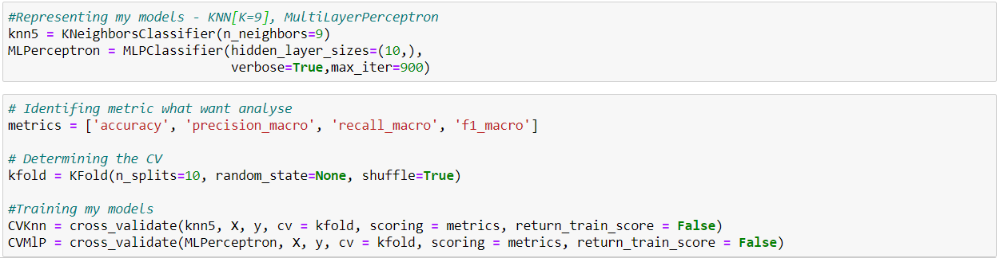 #Representing my models - KNN[K=9], MultiLayerPerceptron
knn5 = KNeighborsClassifier(n_neighbors=9)
MLPerceptron = MLPClassifier(hidden_layer_sizes=(10,),
                             verbose=True,max_iter=900)
# Identifing metric what want analyse
metrics = ['accuracy', 'precision_macro', 'recall_macro', 'f1_macro']
# Determining the CV
kfold = KFold(n_splits=10, random_state=None, shuffle=True)
#Training my models
CVKnn = cross_validate(knn5, X, y, cv = kfold, scoring = metrics, return_train_score = False)
CVMlP = cross_validate(MLPerceptron, X, y, cv = kfold, scoring = metrics, return_train_score = False)